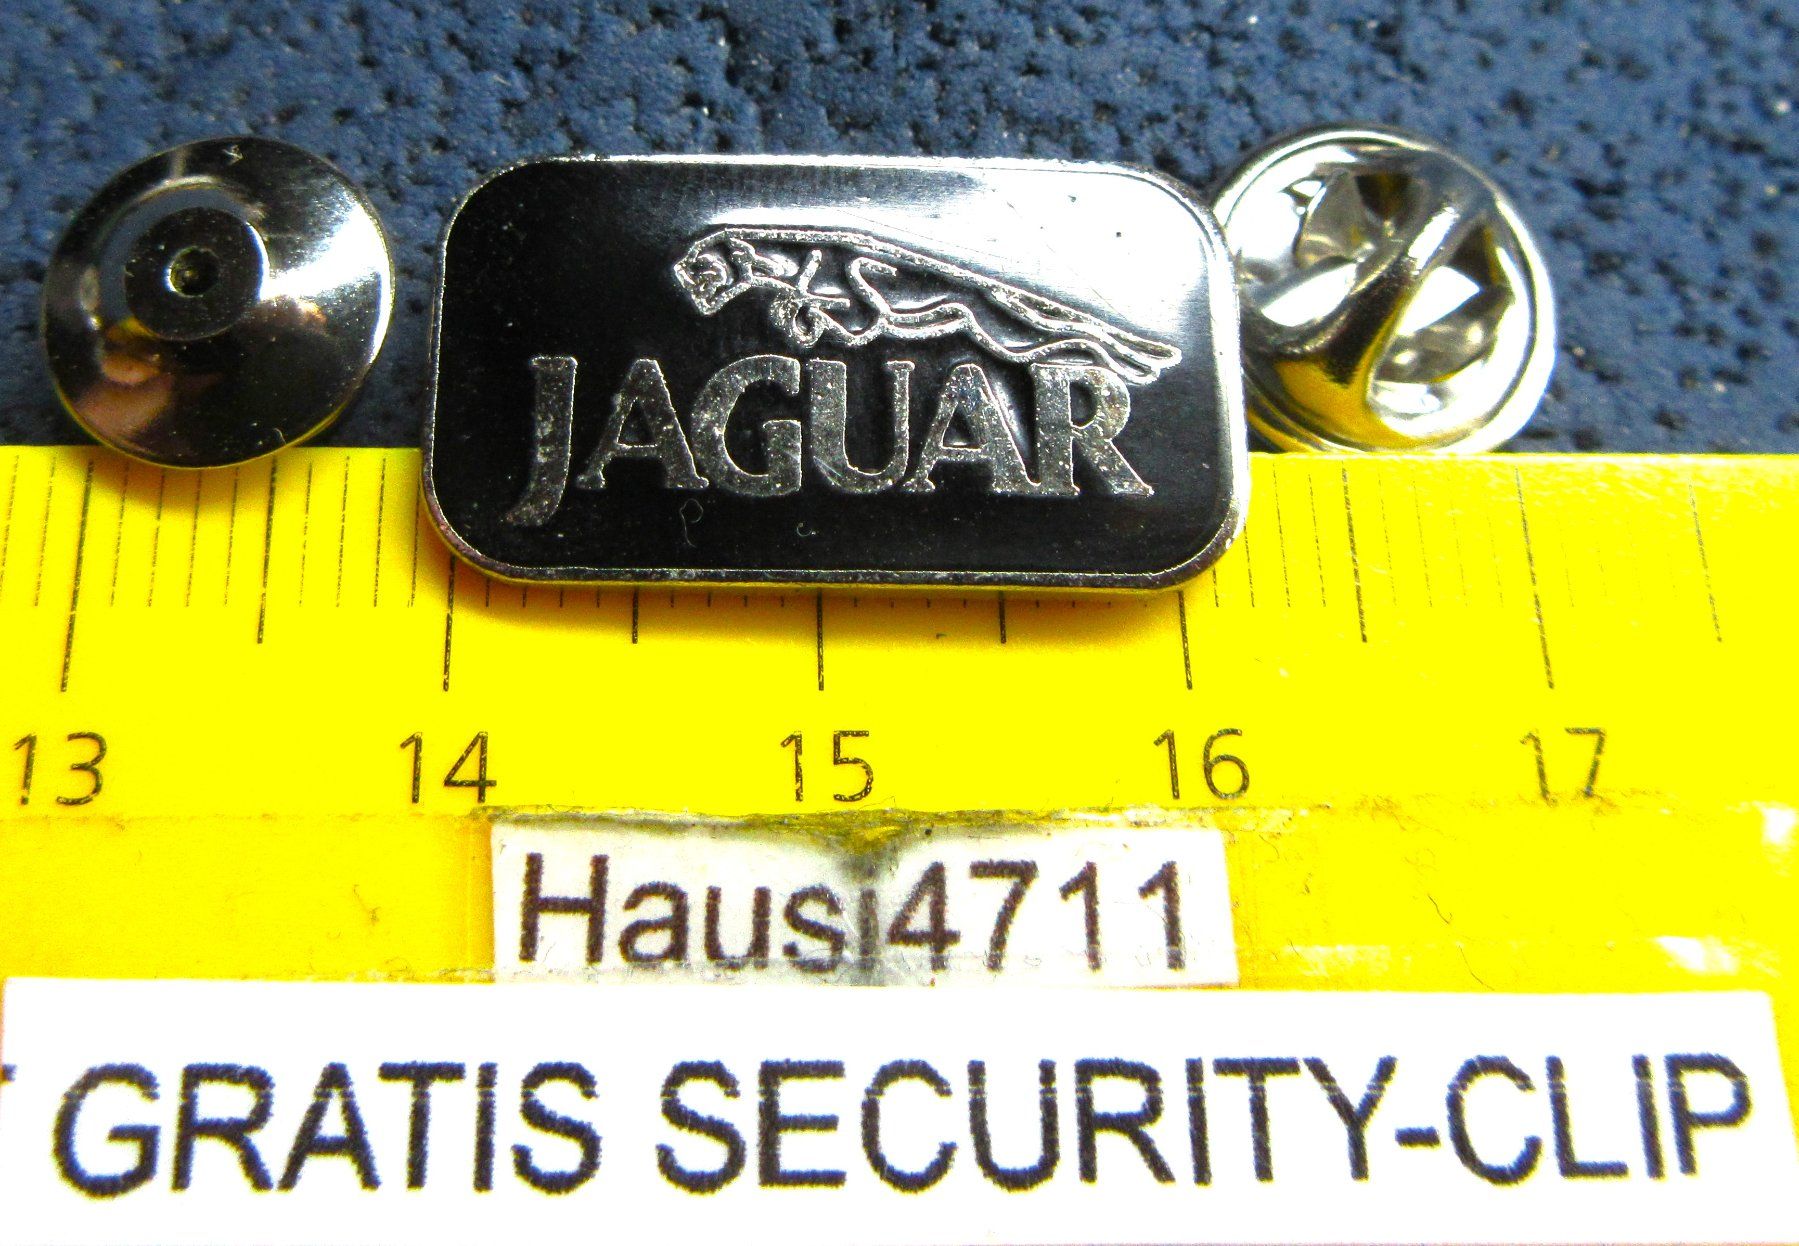 JAGUAR
13 14 15 16 17
Hausi4711
GRATIS SECURITY-CLIP